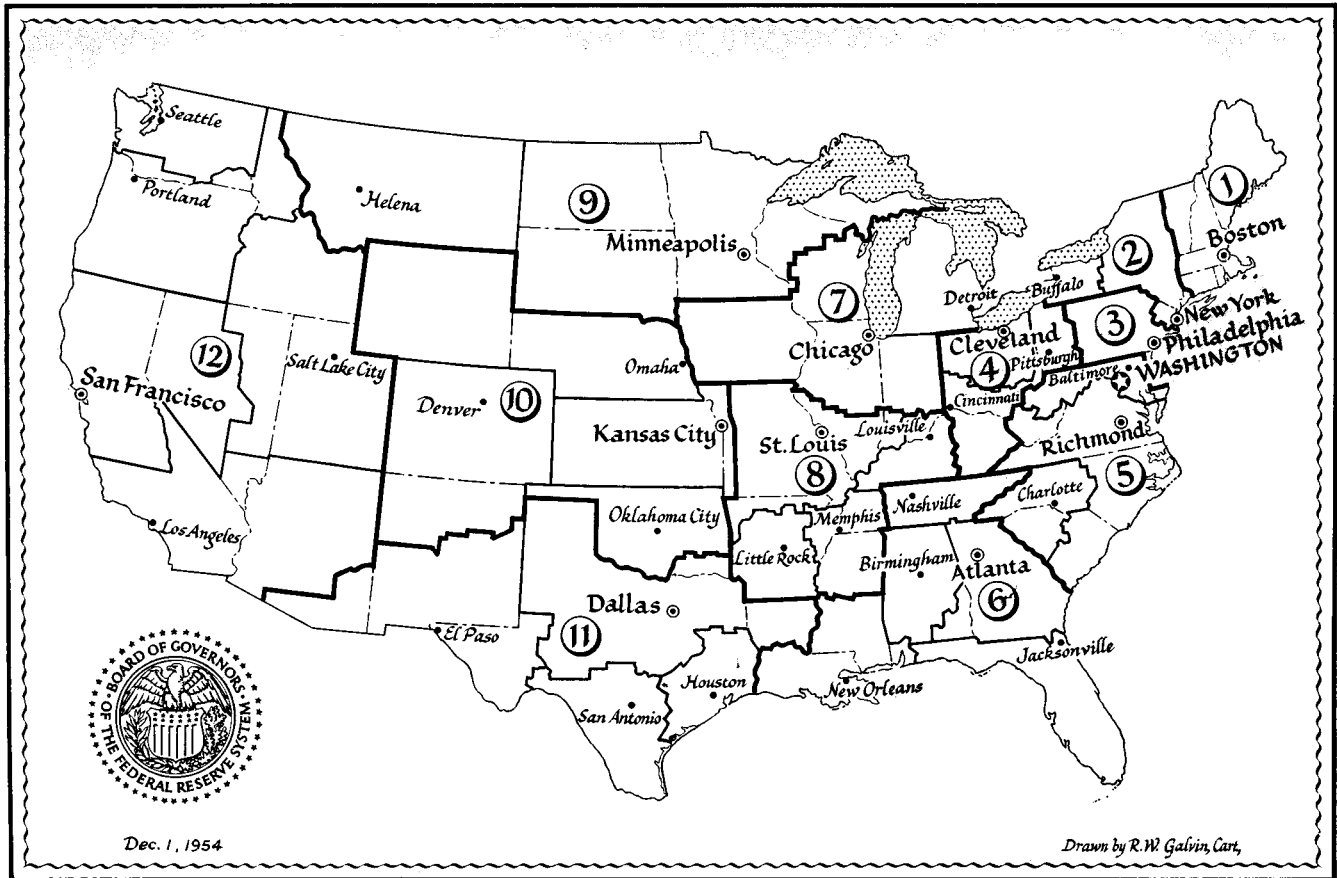 Seattle
Portland
Helena
9
Minneapolis
1
Boston
2
Buffalo
Detroit
7
Chicago
New York
3
Philadelphia
WASHINGTON
Cleveland
4
Pittsburgh
Baltimore
Cincinnati
12
San Francisco
Salt Lake City
Omaha
Denver
10
Kansas City
St. Louis
8
Louisville
Richmond
5
Los Angeles
Oklahoma City
Little Rock
Memphis
Nashville
Charlotte
Birmingham
Atlanta
6
Dallas
11
El Paso
Houston
San Antonio
New Orleans
Jacksonville
BOARD OF GOVERNORS
OF THE FEDERAL RESERVE SYSTEM
Dec. 1, 1954
Drawn by R.W. Galvin, Cart,